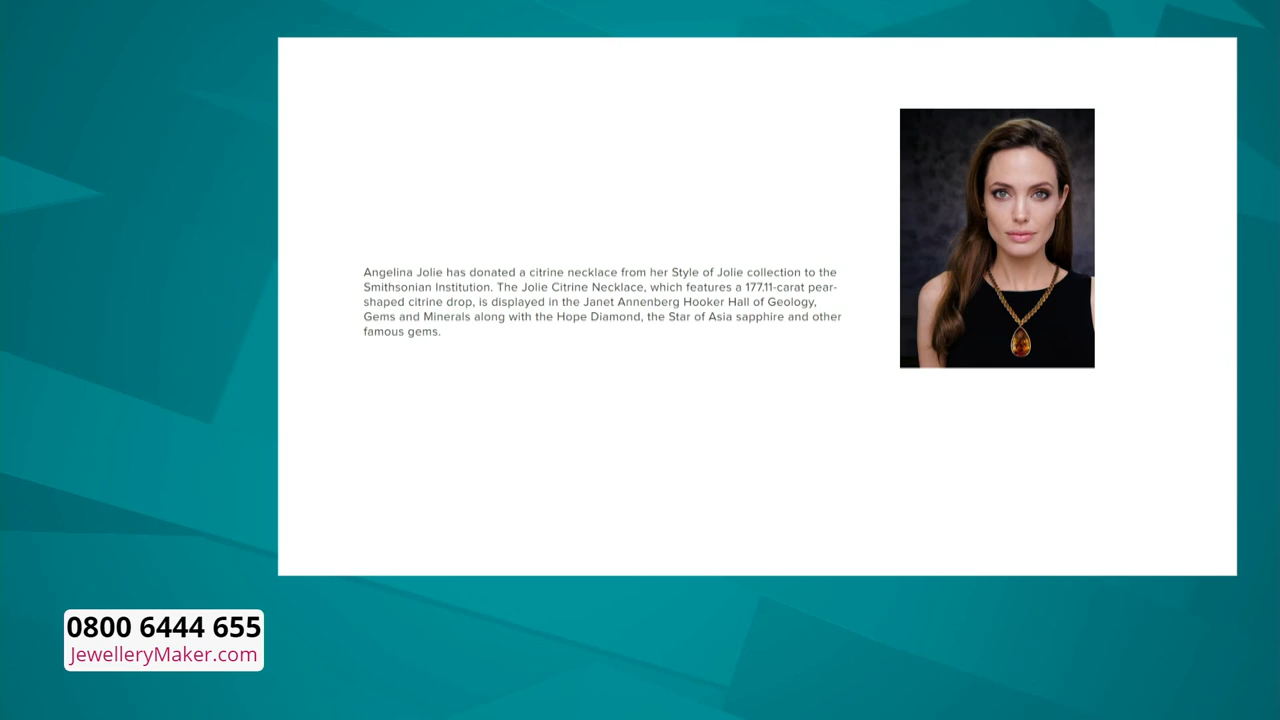 Angelina Jolie has donated a citrine necklace from her Style of Jolie collection to the
Smithsonian Institution. The Jolie Citrine Necklace, which features a 177.11-carat pear-
shaped citrine drop, is displayed in the Janet Annenberg Hooker Hall of Geology,
Gems and Minerals along with the Hope Diamond, the Star of Asia sapphire and other
famous gems.
0800 6444 655
JewelleryMaker.com